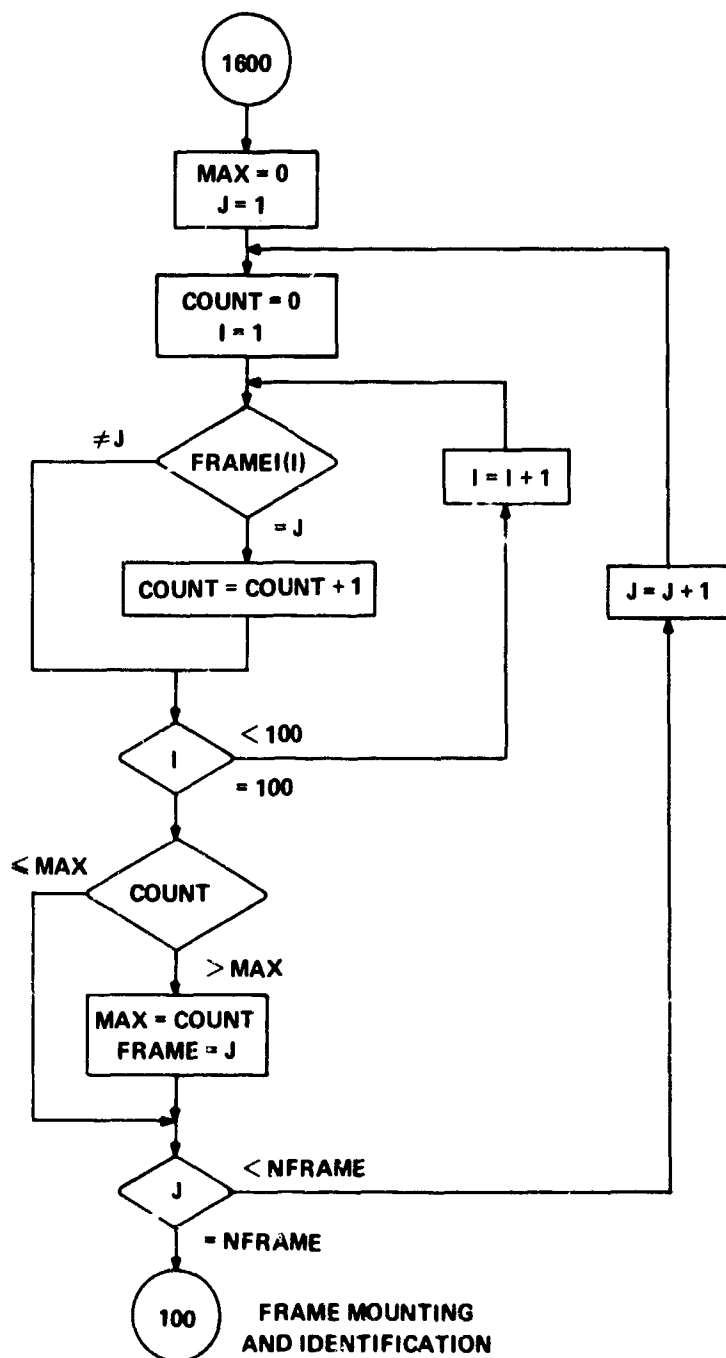 1600
MAX = 0
J = 1
COUNT = 0
I = 1
≠ J
FRAMEI(I)
I = I + 1
= J
COUNT = COUNT + 1
J = J + 1
I
< 100
= 100
⩽ MAX
COUNT
> MAX
MAX = COUNT
FRAME = J
J
< NFRAME
= NFRAME
100
FRAME MOUNTING
AND IDENTIFICATION